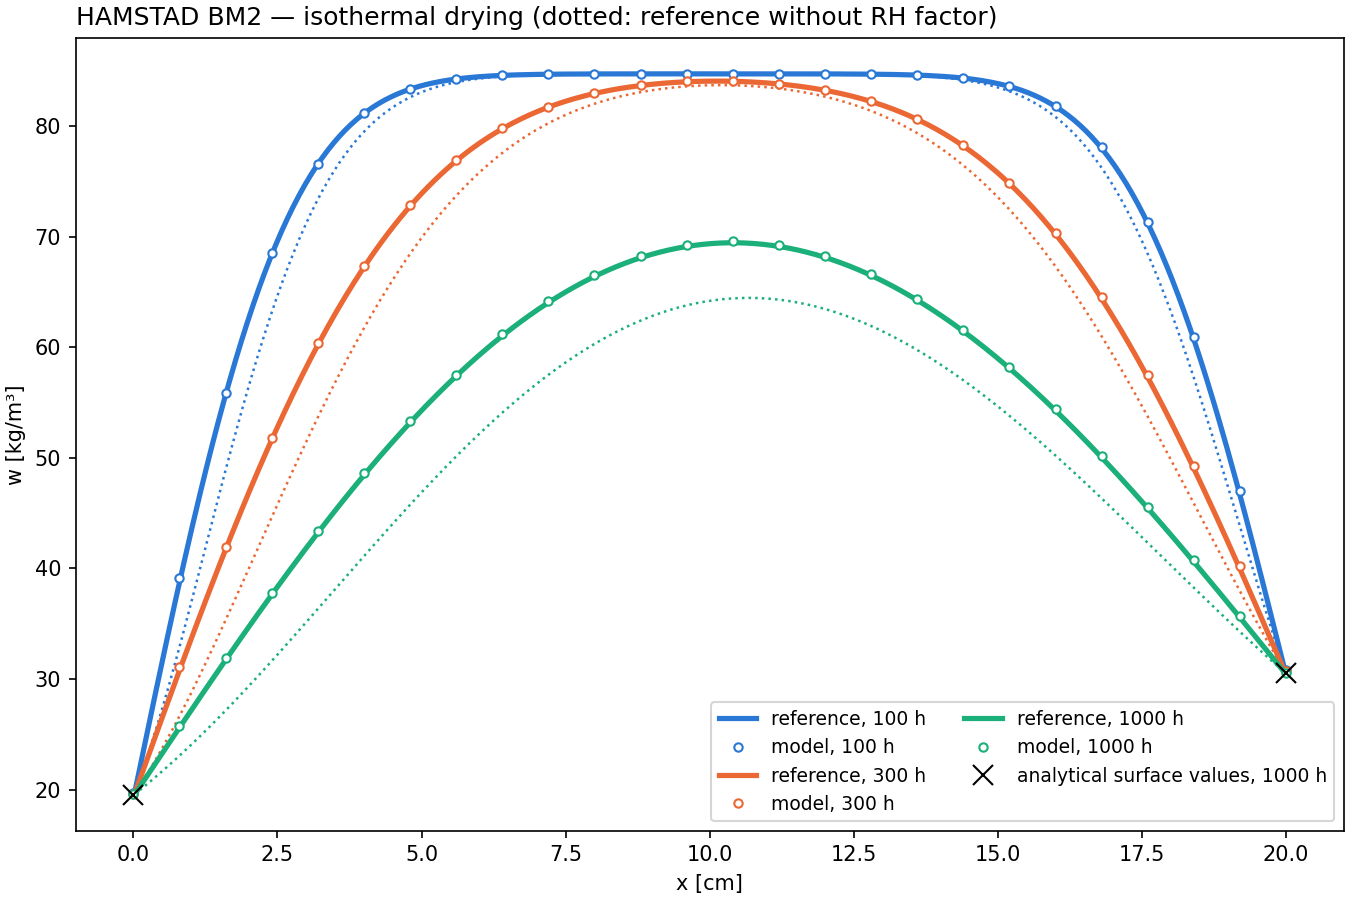 HAMSTAD BM2 — isothermal drying (dotted: reference without RH factor)
w [kg/m³]
80
70
60
50
40
30
20
0.0 2.5 5.0 7.5 10.0 12.5 15.0 17.5 20.0
x [cm]
reference, 100 h
model, 100 h
reference, 300 h
model, 300 h
reference, 1000 h
model, 1000 h
analytical surface values, 1000 h